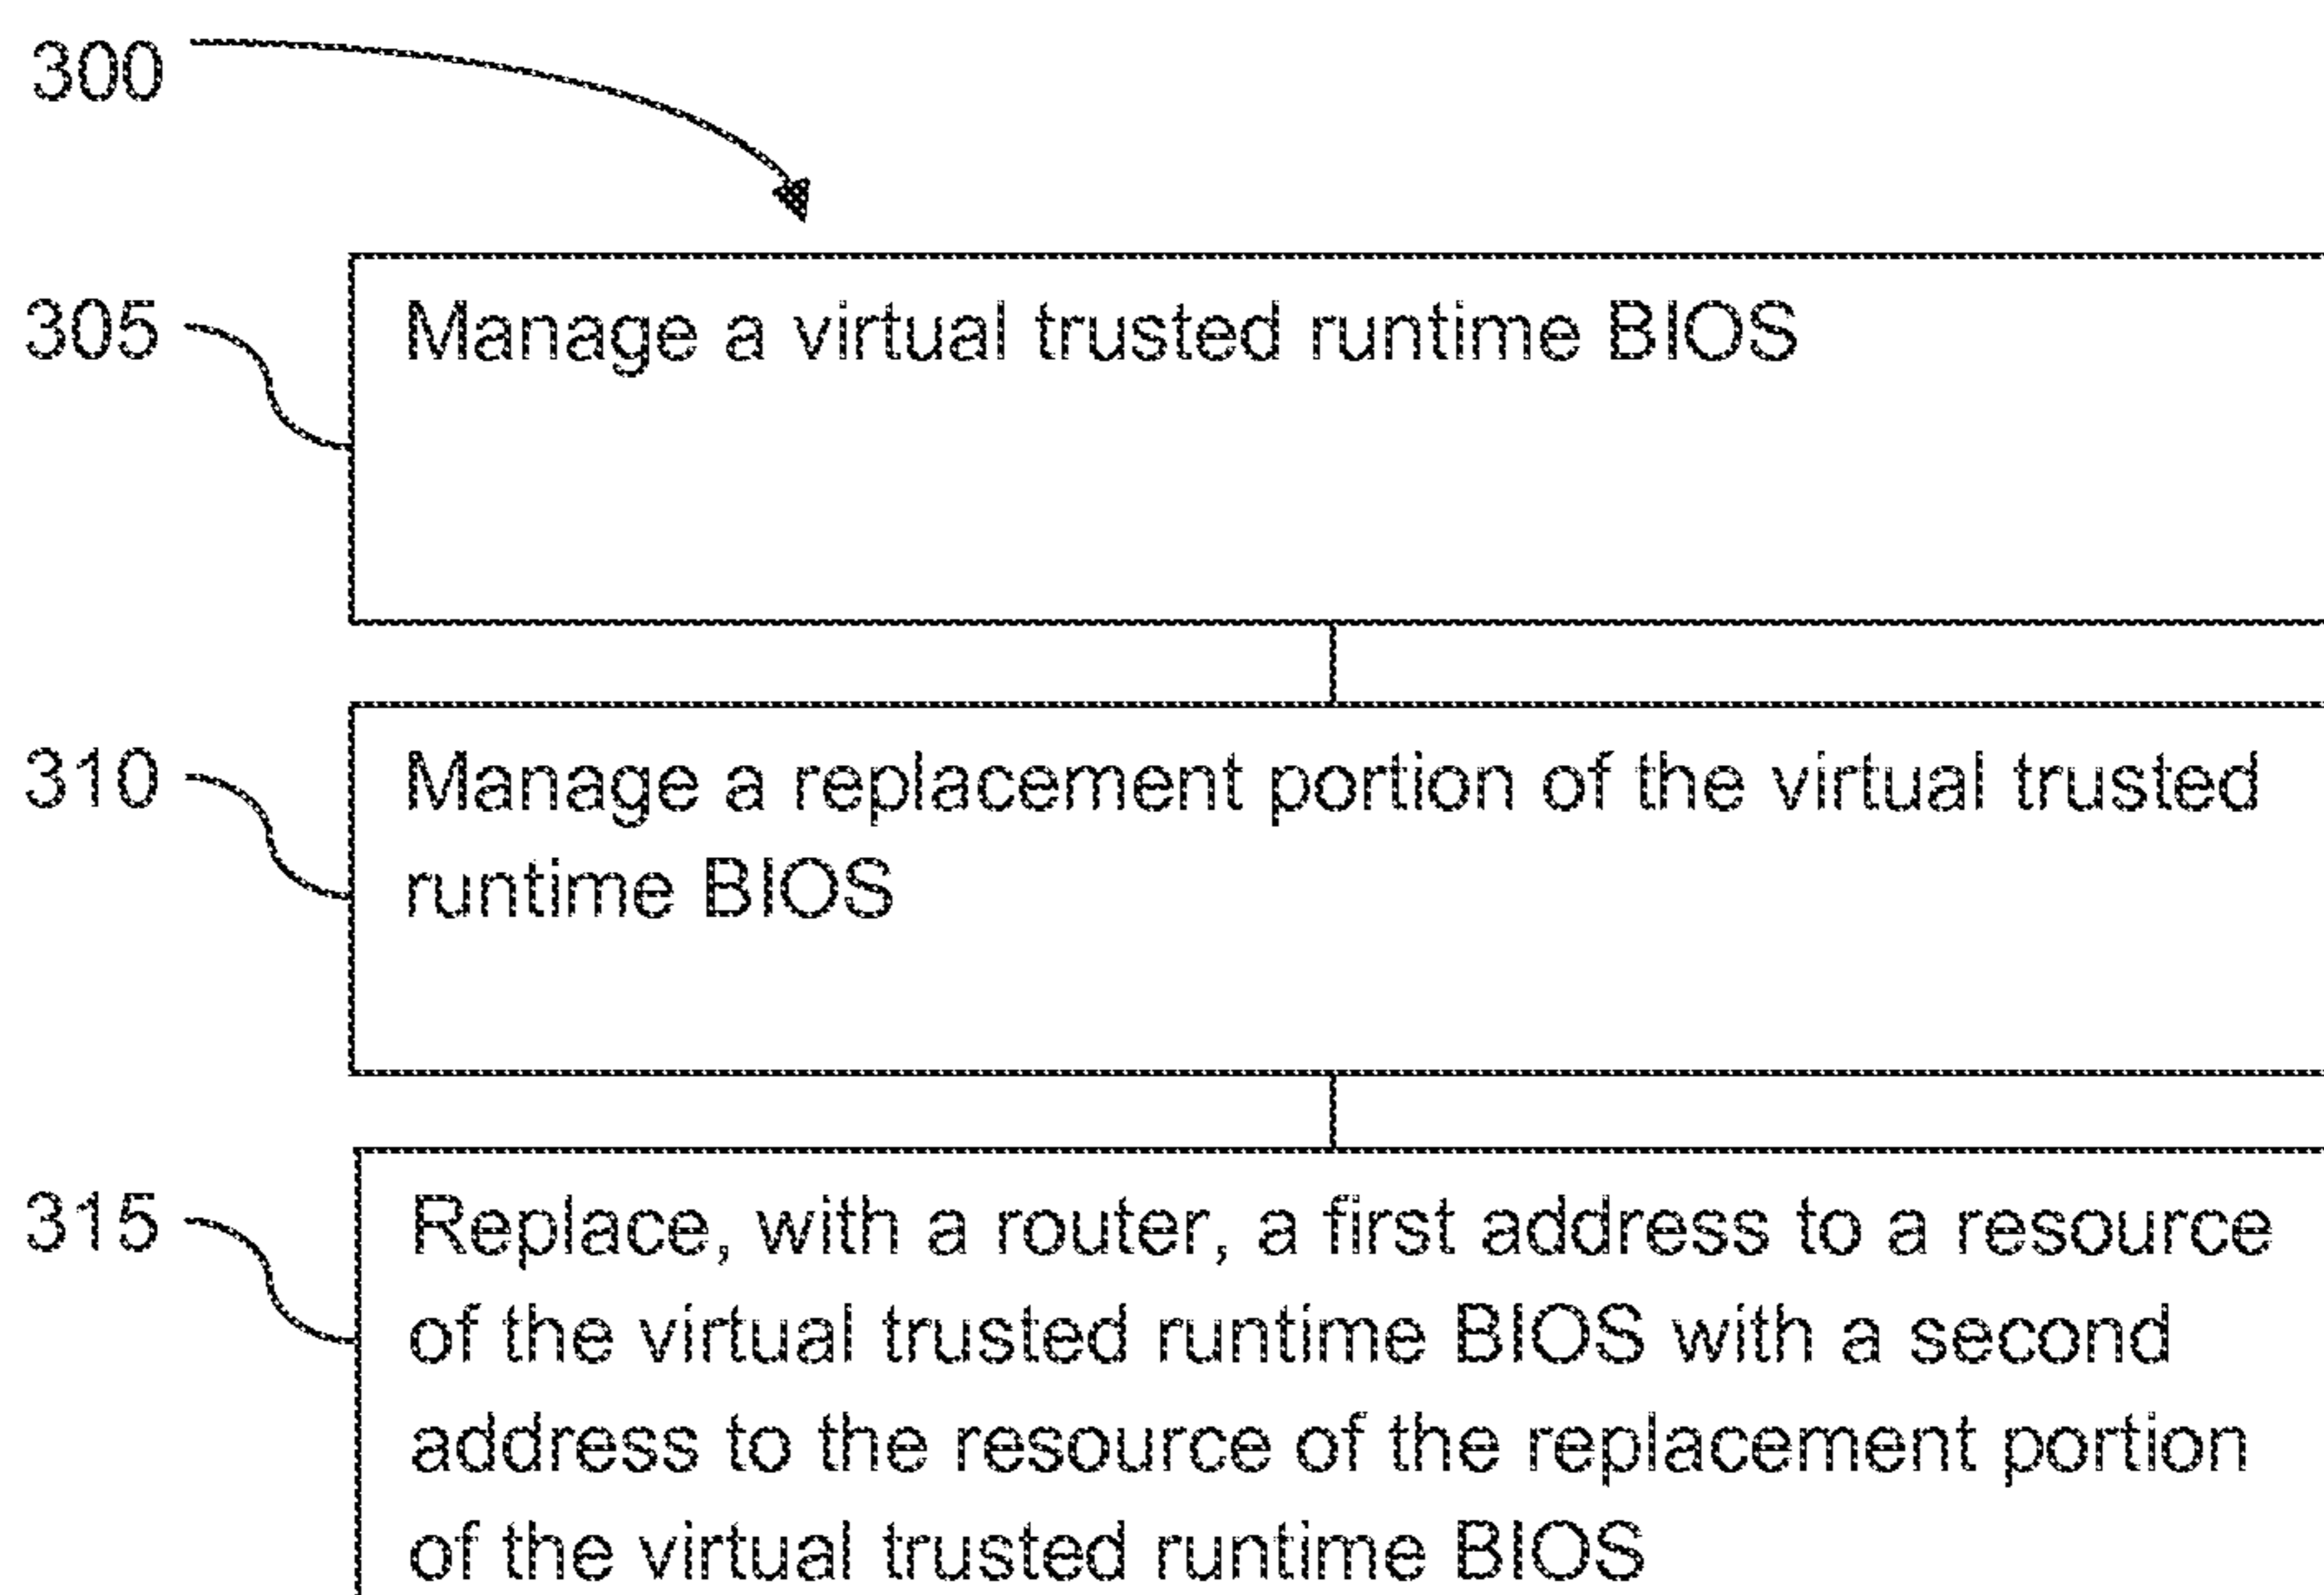 300
305
Manage a virtual trusted runtime BIOS
310
Manage a replacement portion of the virtual trusted
runtime BIOS
315
Replace, with a router, a first address to a resource
of the virtual trusted runtime BIOS with a second
address to the resource of the replacement portion
of the virtual trusted runtime BIOS